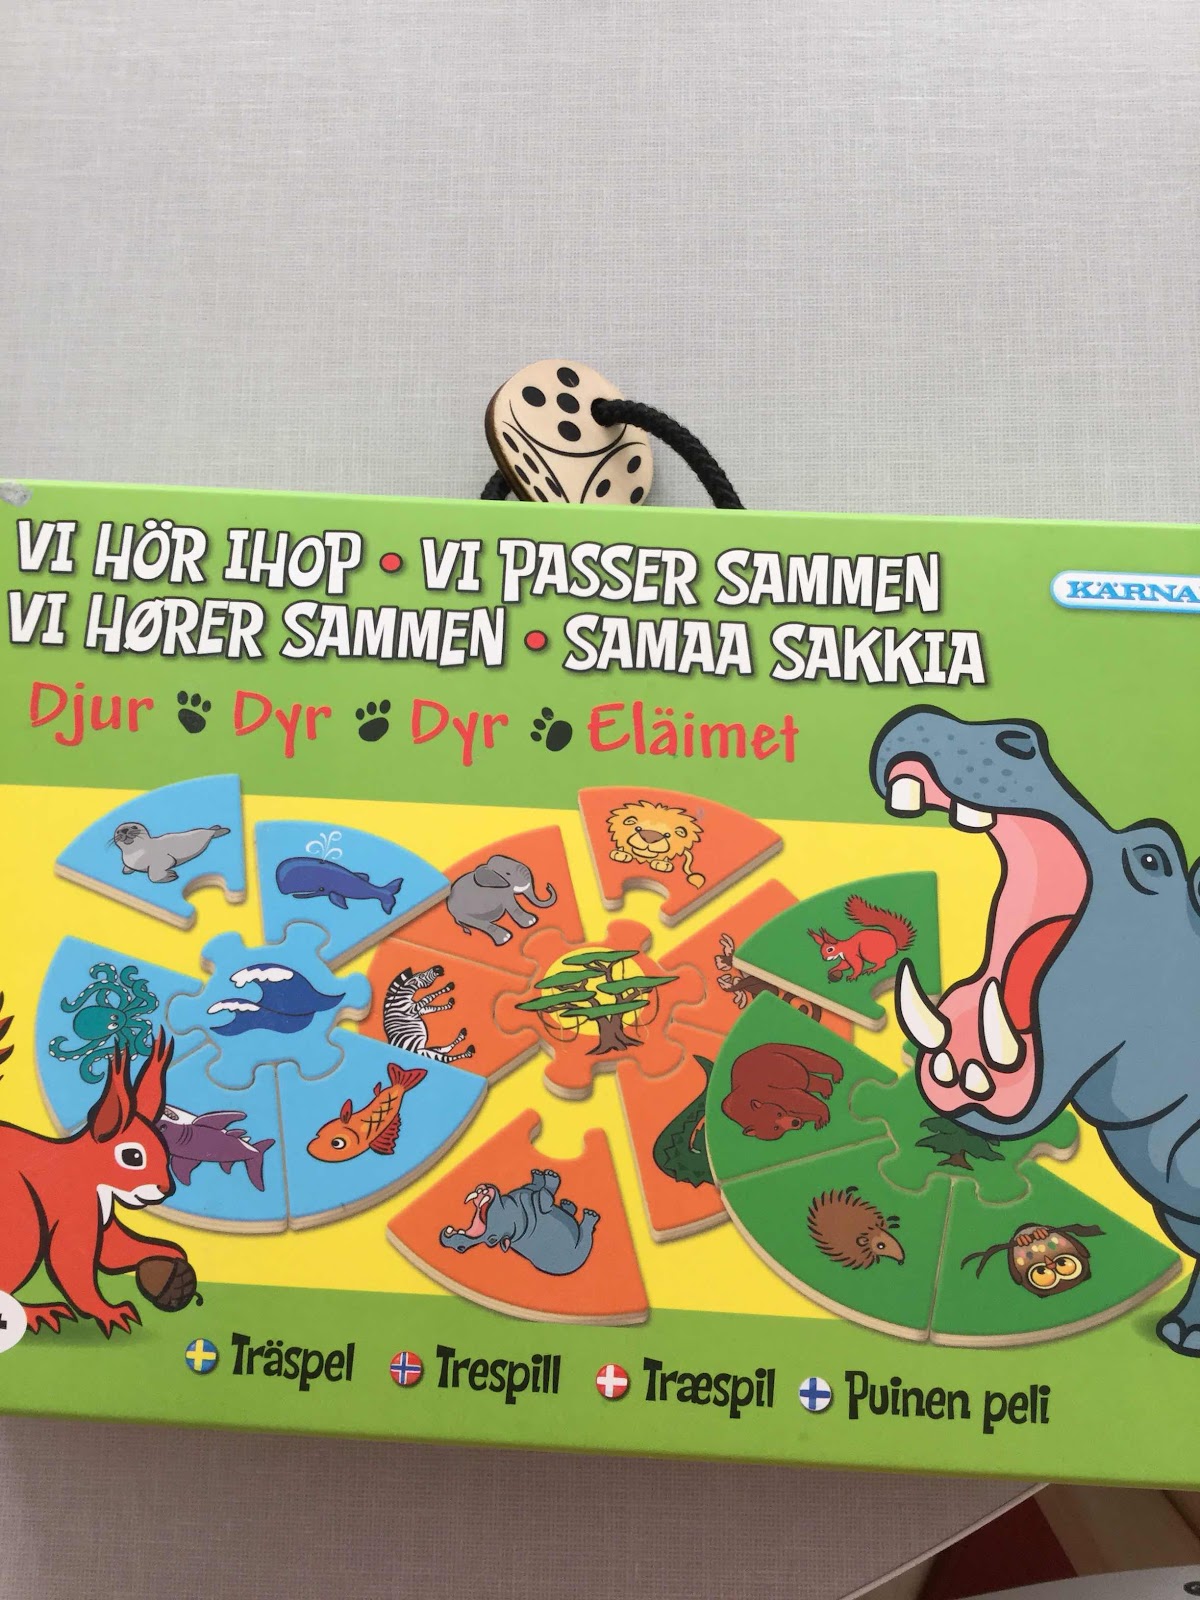 VI HÖR IHOP • VI PASSER SAMMEN
VI HØRER SAMMEN • SAMAA SAKKIA
KÄRNA
Djur Dyr Dyr Eläimet
Träspel Trespill Træspil Puinen peli